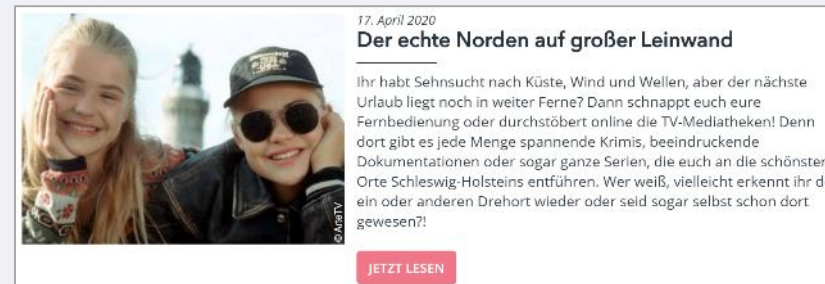 17. April 2020
Der echte Norden auf großer Leinwand
Ihr habt Sehnsucht nach Küste, Wind und Wellen, aber der nächste
Urlaub liegt noch in weiter Ferne? Dann schnappt euch eure
Fernbedienung oder durchstöbert online die TV-Mediatheken! Denn
dort gibt es jede Menge spannende Krimis, beeindruckende
Dokumentationen oder sogar ganze Serien, die euch an die schönsten
Orte Schleswig-Holsteins entführen. Wer weiß, vielleicht erkennt ihr d
ein oder anderen Drehort wieder oder seid sogar selbst schon dort
gewesen?!
© ArteTV
JETZT LESEN